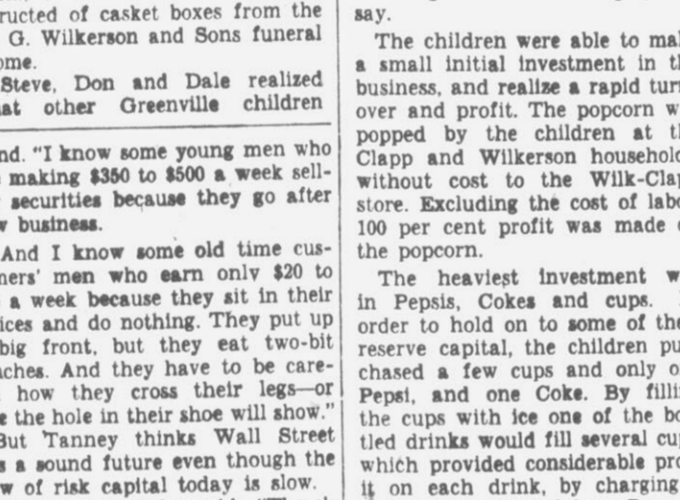 ructed of casket boxes from the
G. Wilkerson and Sons funeral
ome.
Steve, Don and Dale realized
at other Greenville children
nd. "I know some young men who
making $350 to $500 a week sell-
securities because they go after
w business.
And I know some old time cus-
mers' men who earn only $20 to
a week because they sit in their
ices and do nothing. They put up
big front, but they eat two-bit
ches. And they have to be care-
how they cross their legs—or
e the hole in their shoe will show."
But Tanney thinks Wall Street
s a sound future even though the
w of risk capital today is slow.
say.
The children were able to mak
a small initial investment in th
business, and realize a rapid turn
over and profit. The popcorn w
popped by the children at th
Clapp and Wilkerson household
without cost to the Wilk-Clap
store. Excluding the cost of labo
100 per cent profit was made o
the popcorn.
The heaviest investment w
in Pepsis, Cokes and cups. I
order to hold on to some of the
reserve capital, the children pu
chased a few cups and only o
Pepsi, and one Coke. By filli
the cups with ice one of the bo
tled drinks would fill several cup
which provided considerable pro
it on each drink, by charging